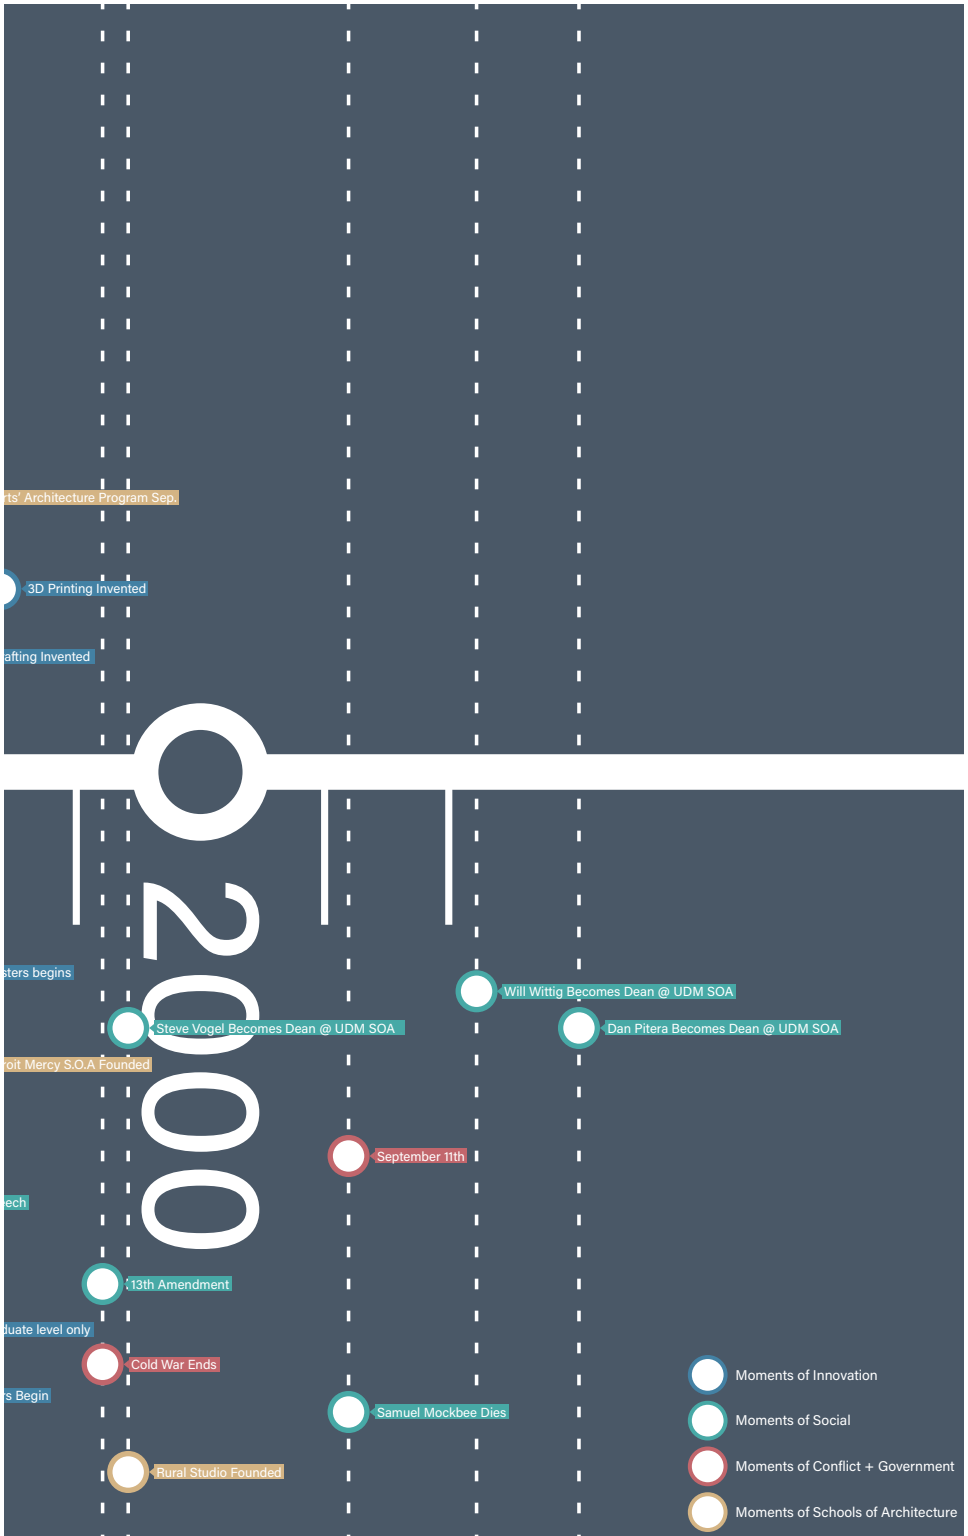 rts' Architecture Program Sep.
3D Printing Invented
afting Invented
2000
sters begins
Will Wittig Becomes Dean @ UDM SOA
Steve Vogel Becomes Dean @ UDM SOA
Dan Pitera Becomes Dean @ UDM SOA
roit Mercy S.O.A Founded
September 11th
eech
13th Amendment
duate level only
Cold War Ends
rs Begin
Samuel Mockbee Dies
Rural Studio Founded
Moments of Innovation
Moments of Social
Moments of Conflict + Government
Moments of Schools of Architecture